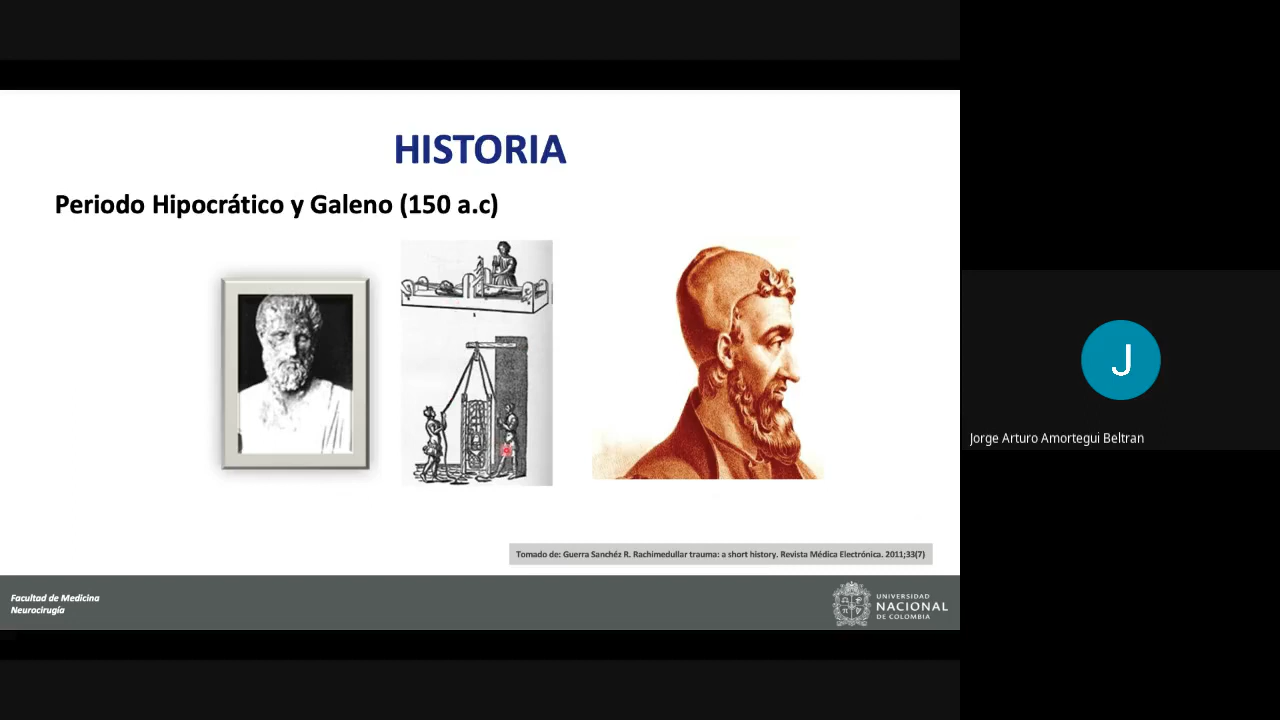 HISTORIA
Periodo Hipocrático y Galeno (150 a.c)
Tomado de: Guerra Sanchéz R. Rachimedullar trauma: a short history. Revista Médica Electrónica. 2011;33(7)
Facultad de Medicina
Neurocirugía
UNIVERSIDAD
NACIONAL
DE COLOMBIA
J
Jorge Arturo Amortegui Beltran